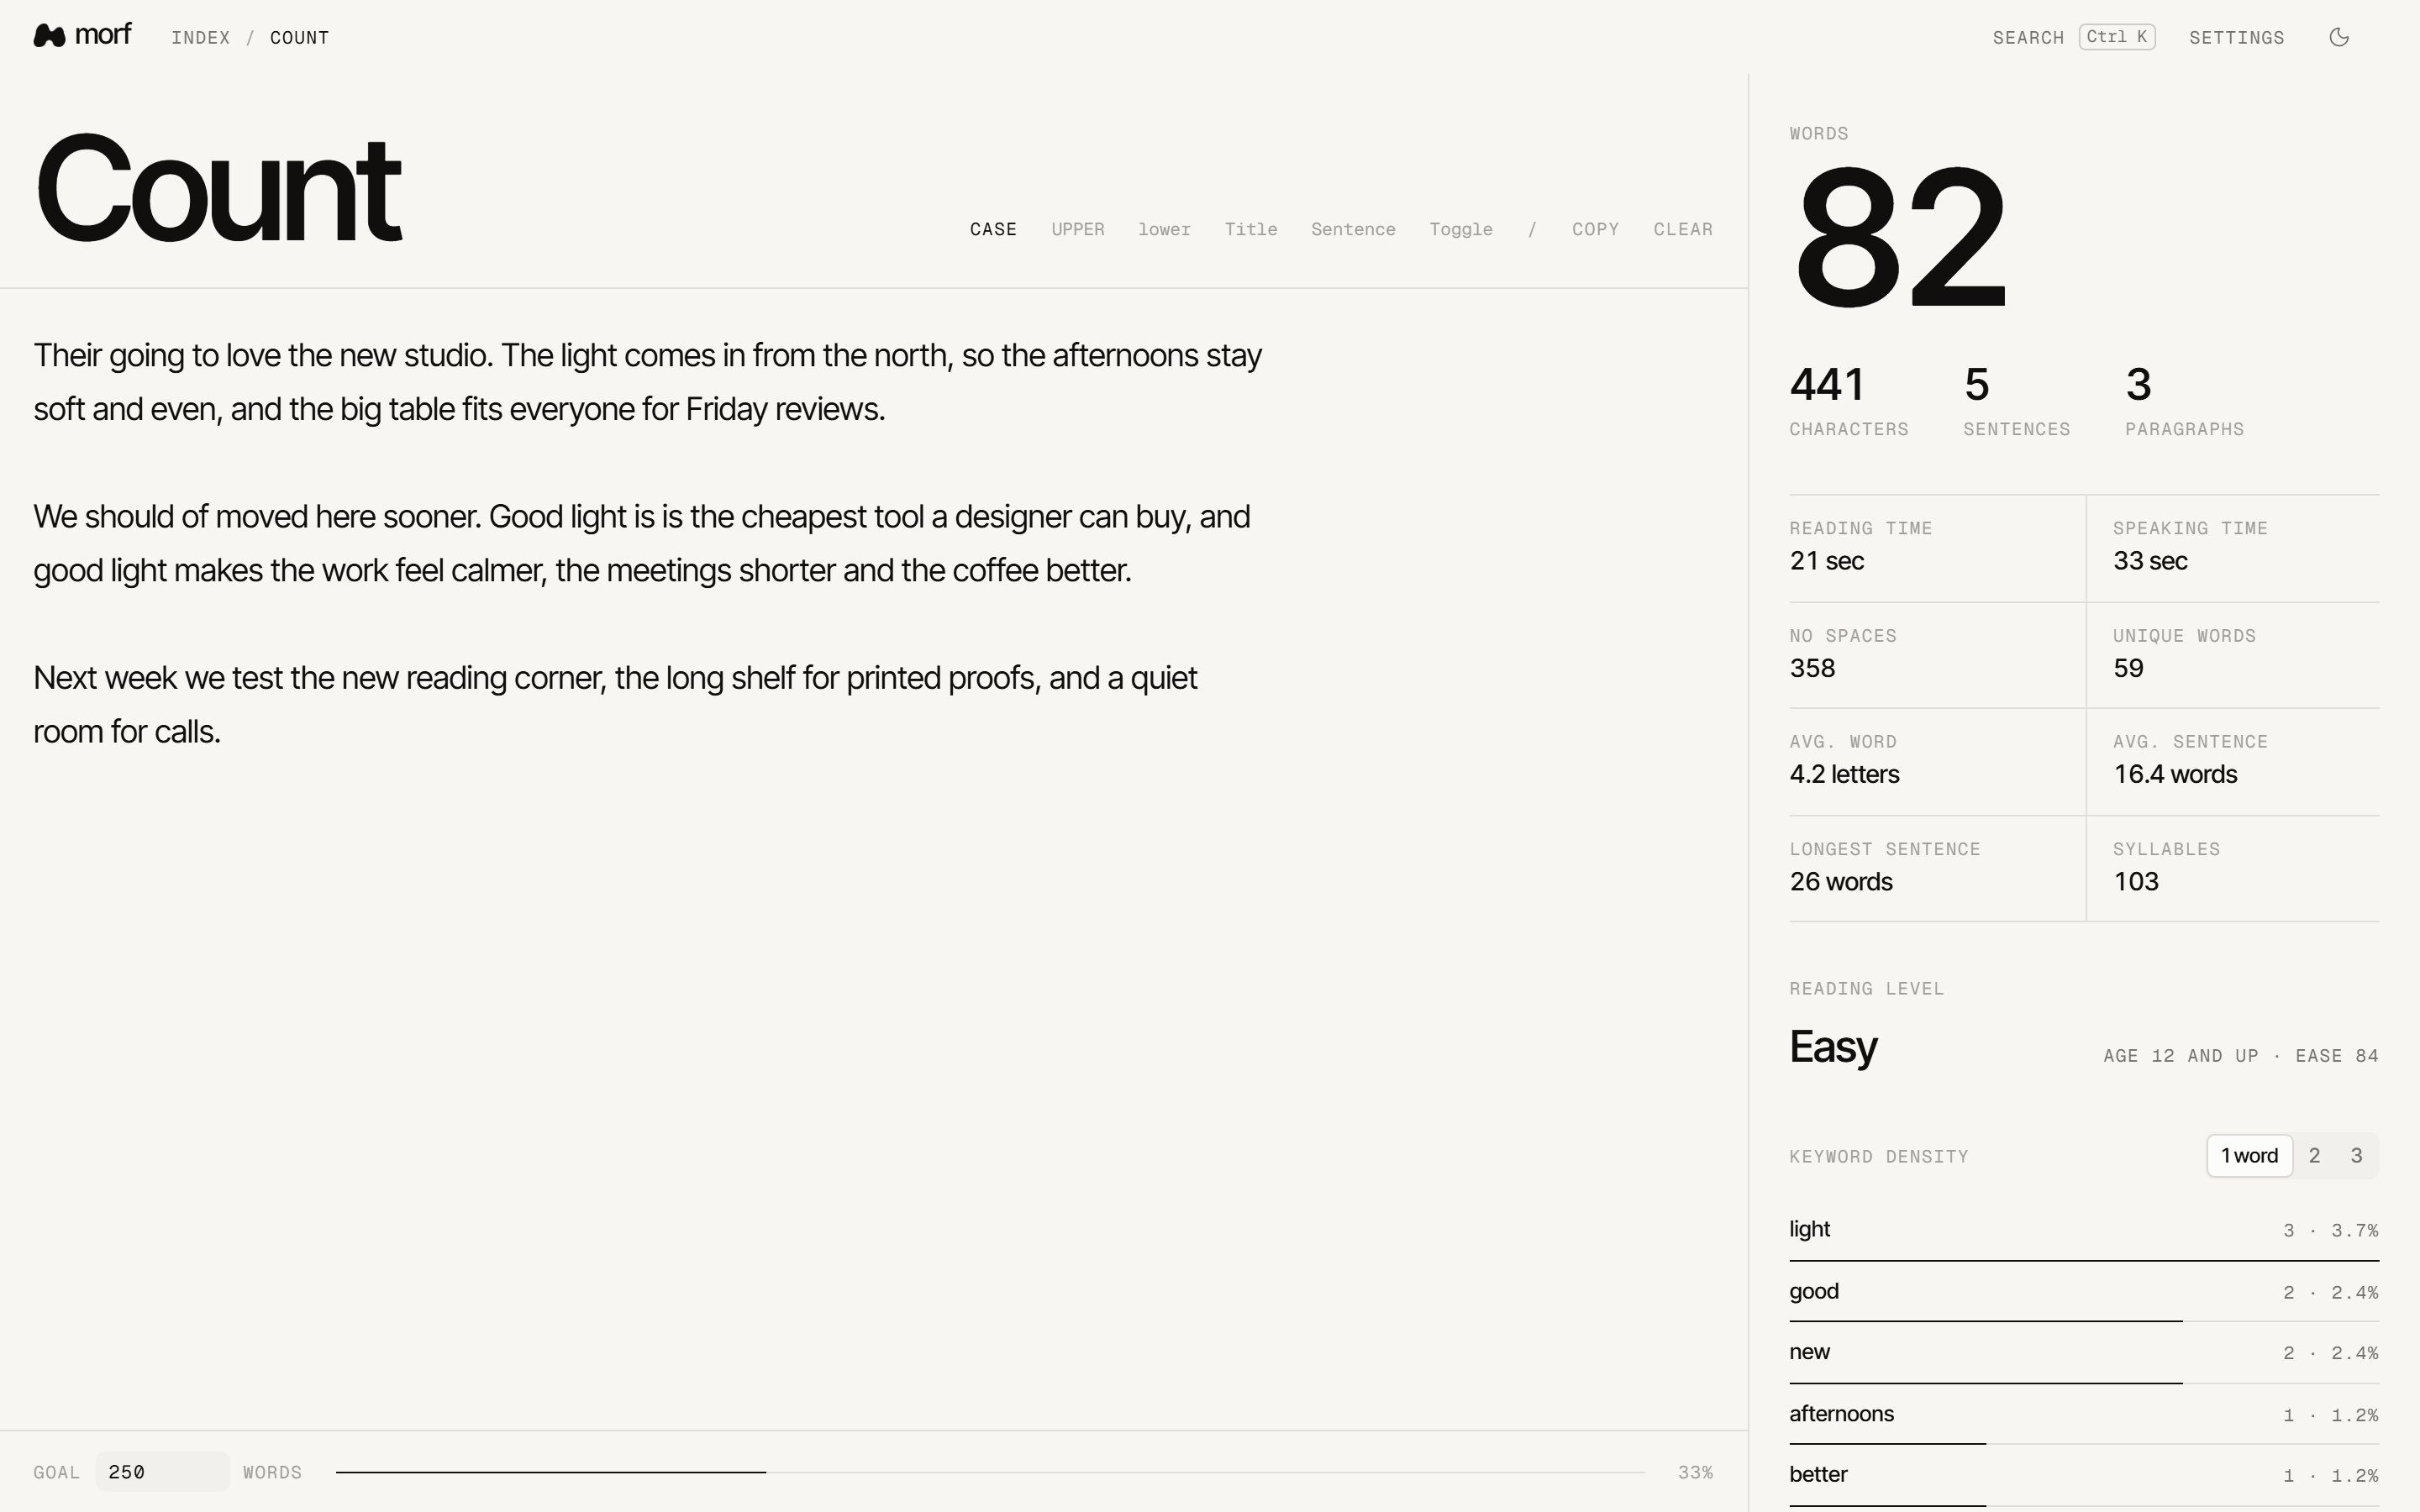 morf
INDEX / COUNT
SEARCH Ctrl K SETTINGS
Count
CASE UPPER lower Title Sentence Toggle / COPY CLEAR
Their going to love the new studio. The light comes in from the north, so the afternoons stay
soft and even, and the big table fits everyone for Friday reviews.
We should of moved here sooner. Good light is is the cheapest tool a designer can buy, and
good light makes the work feel calmer, the meetings shorter and the coffee better.
Next week we test the new reading corner, the long shelf for printed proofs, and a quiet
room for calls.
GOAL 250 WORDS 33%
WORDS
82
441 5 3
CHARACTERS SENTENCES PARAGRAPHS
READING TIME SPEAKING TIME
21 sec 33 sec
NO SPACES UNIQUE WORDS
358 59
AVG. WORD AVG. SENTENCE
4.2 letters 16.4 words
LONGEST SENTENCE SYLLABLES
26 words 103
READING LEVEL
Easy AGE 12 AND UP · EASE 84
KEYWORD DENSITY 1 word 2 3
light 3 · 3.7%
good 2 · 2.4%
new 2 · 2.4%
afternoons 1 · 1.2%
better 1 · 1.2%